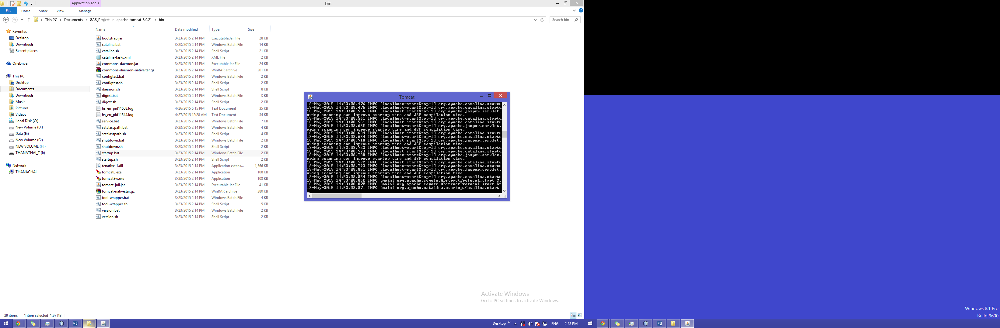 Application Tools
bin
File Home Share View Manage
This PC Documents GAB_Project apache-tomcat-8.0.21 bin
Search bin
Favorites
Desktop
Downloads
Recent places
OneDrive
This PC
Desktop
Documents
Downloads
Music
Pictures
Videos
Local Disk (C:)
New Volume (D:)
Data (E:)
New Volume (G:)
NEW VOLUME (H:)
THANATHAI_T (I:)
Network
THANACHAI
Name Date modified Type Size
bootstrap.jar 3/23/2015 2:14 PM Executable Jar File 28 KB
catalina.bat 3/23/2015 2:14 PM Windows Batch File 14 KB
catalina.sh 3/23/2015 2:14 PM Shell Script 21 KB
catalina-tasks.xml 3/23/2015 2:14 PM XML File 2 KB
commons-daemon.jar 3/23/2015 2:14 PM Executable Jar File 24 KB
commons-daemon-native.tar.gz 3/23/2015 2:14 PM WinRAR archive 201 KB
configtest.bat 3/23/2015 2:14 PM Windows Batch File 2 KB
configtest.sh 3/23/2015 2:14 PM Shell Script 2 KB
daemon.sh 3/23/2015 2:14 PM Shell Script 8 KB
digest.bat 3/23/2015 2:14 PM Windows Batch File 3 KB
digest.sh 3/23/2015 2:14 PM Shell Script 2 KB
hs_err_pid11508.log 4/26/2015 5:15 PM Text Document 35 KB
hs_err_pid11544.log 4/27/2015 12:28 AM Text Document 34 KB
service.bat 3/23/2015 2:14 PM Windows Batch File 7 KB
setclasspath.bat 3/23/2015 2:14 PM Windows Batch File 4 KB
setclasspath.sh 3/23/2015 2:14 PM Shell Script 4 KB
shutdown.bat 3/23/2015 2:14 PM Windows Batch File 2 KB
shutdown.sh 3/23/2015 2:14 PM Shell Script 2 KB
startup.bat 3/23/2015 2:14 PM Windows Batch File 2 KB
startup.sh 3/23/2015 2:14 PM Shell Script 2 KB
tcnative-1.dll 3/23/2015 2:14 PM Application extens... 1,566 KB
tomcat8.exe 3/23/2015 2:14 PM Application 108 KB
tomcat8w.exe 3/23/2015 2:14 PM Application 108 KB
tomcat-juli.jar 3/23/2015 2:14 PM Executable Jar File 41 KB
tomcat-native.tar.gz 3/23/2015 2:14 PM WinRAR archive 380 KB
tool-wrapper.bat 3/23/2015 2:14 PM Windows Batch File 4 KB
tool-wrapper.sh 3/23/2015 2:14 PM Shell Script 5 KB
version.bat 3/23/2015 2:14 PM Windows Batch File 2 KB
version.sh 3/23/2015 2:14 PM Shell Script 2 KB
Tomcat
18-May-2015 14:53:08.476 INFO [localhost-startStop-1] org.apache.catalina.startu
18-May-2015 14:53:08.476 INFO [localhost-startStop-1] org.apache.catalina.startu
18-May-2015 14:53:08.556 INFO [localhost-startStop-1] org.apache.jasper.servlet.
uring scanning can improve startup time and JSP compilation time.
18-May-2015 14:53:08.561 INFO [localhost-startStop-1] org.apache.catalina.startu
18-May-2015 14:53:08.561 INFO [localhost-startStop-1] org.apache.catalina.startu
18-May-2015 14:53:08.630 INFO [localhost-startStop-1] org.apache.jasper.servlet.
uring scanning can improve startup time and JSP compilation time.
18-May-2015 14:53:08.634 INFO [localhost-startStop-1] org.apache.catalina.startu
18-May-2015 14:53:08.634 INFO [localhost-startStop-1] org.apache.catalina.startu
18-May-2015 14:53:08.718 INFO [localhost-startStop-1] org.apache.jasper.servlet.
uring scanning can improve startup time and JSP compilation time.
18-May-2015 14:53:08.722 INFO [localhost-startStop-1] org.apache.catalina.startu
18-May-2015 14:53:08.723 INFO [localhost-startStop-1] org.apache.catalina.startu
18-May-2015 14:53:08.788 INFO [localhost-startStop-1] org.apache.jasper.servlet.
uring scanning can improve startup time and JSP compilation time.
18-May-2015 14:53:08.792 INFO [localhost-startStop-1] org.apache.catalina.startu
18-May-2015 14:53:08.793 INFO [localhost-startStop-1] org.apache.catalina.startu
18-May-2015 14:53:08.851 INFO [localhost-startStop-1] org.apache.jasper.servlet.
uring scanning can improve startup time and JSP compilation time.
18-May-2015 14:53:08.854 INFO [localhost-startStop-1] org.apache.catalina.startu
18-May-2015 14:53:08.860 INFO [main] org.apache.coyote.AbstractProtocol.start St
18-May-2015 14:53:08.870 INFO [main] org.apache.coyote.AbstractProtocol.start St
18-May-2015 14:53:08.871 INFO [main] org.apache.catalina.startup.Catalina.start
Activate Windows
Go to PC settings to activate Windows.
29 items 1 item selected 1.97 KB
Desktop ENG 2:53 PM
Windows 8.1 Pro
Build 9600